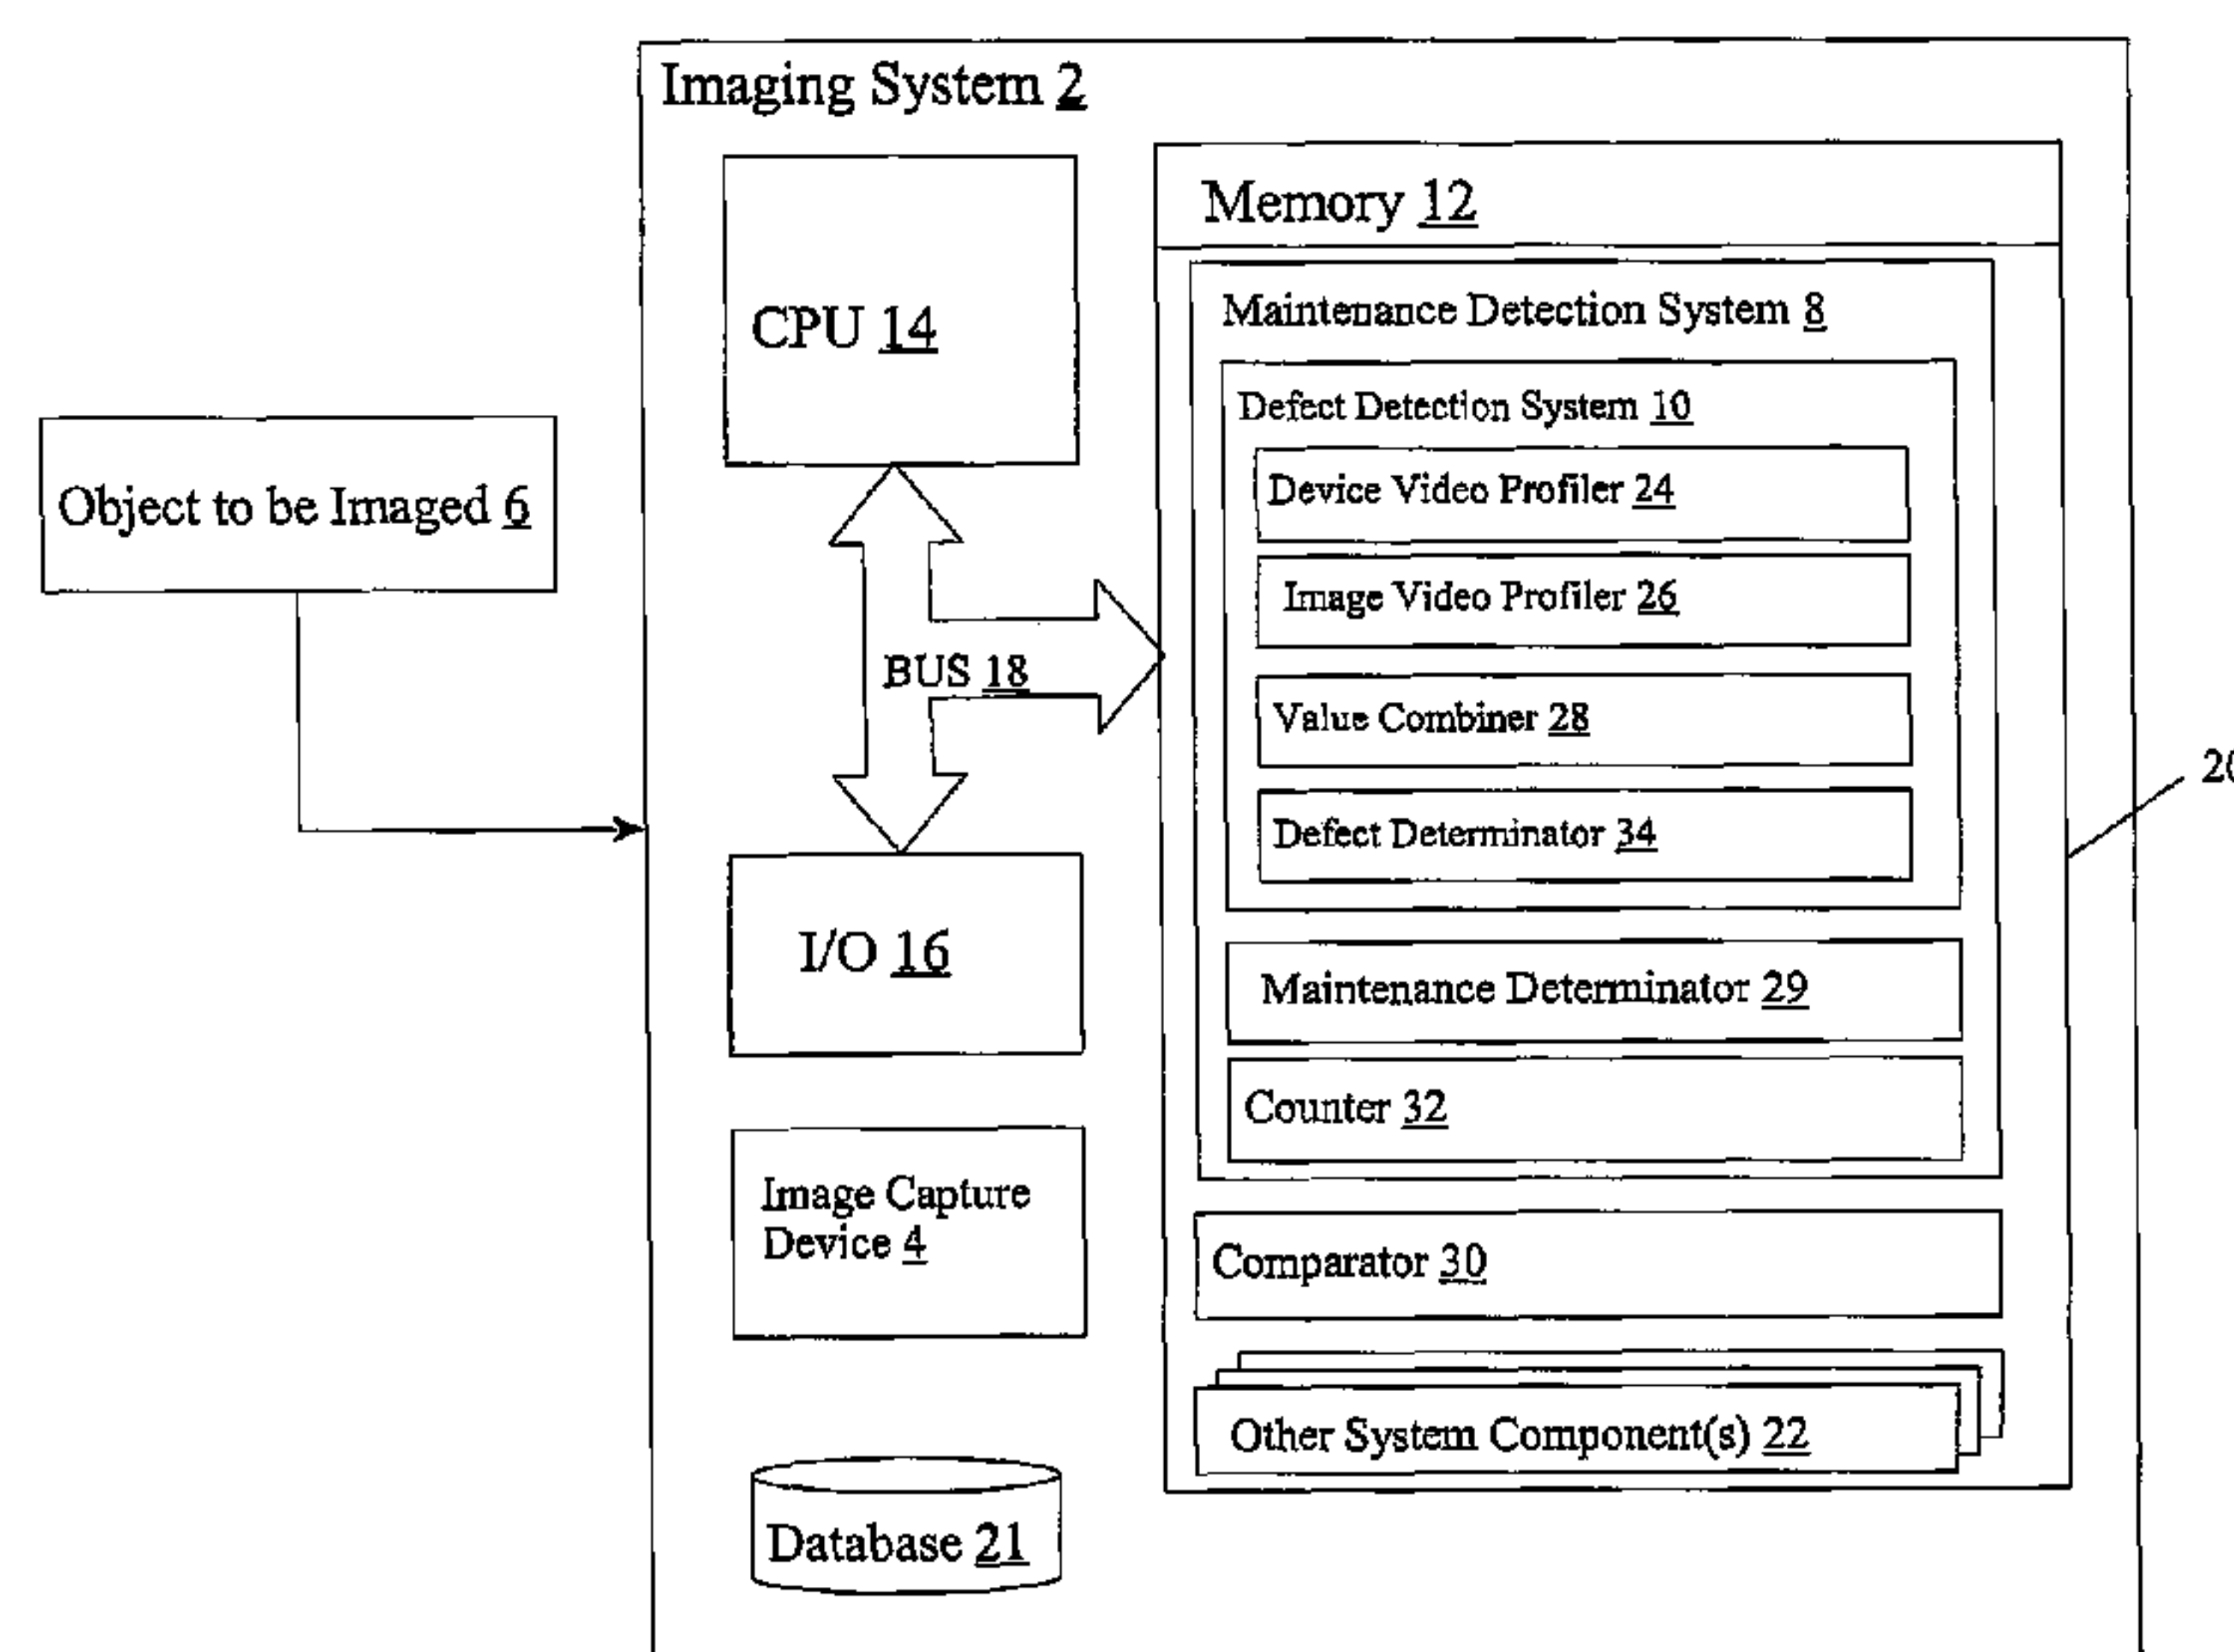 Imaging System 2
Memory 12
CPU 14
Maintenance Detection System 8
Defect Detection System 10
Object to be Imaged 6
Device Video Profiler 24
Image Video Profiler 26
BUS 18
Value Combiner 28
20
Defect Determinator 34
I/O 16
Maintenance Determinator 29
Counter 32
Image Capture
Device 4
Comparator 30
Other System Component(s) 22
Database 21